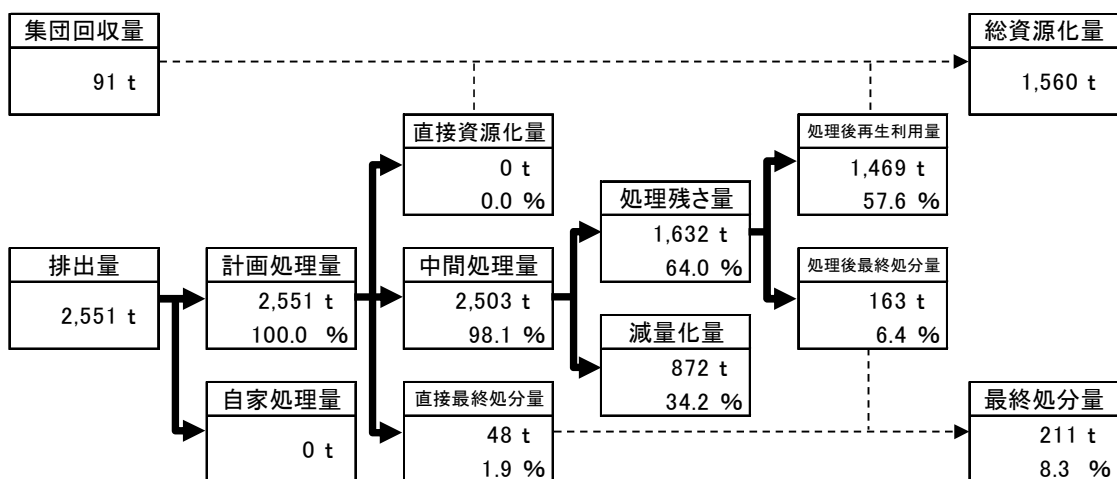 集団回収量
91 t
総資源化量
1,560 t
直接資源化量
0 t
0.0 %
処理後再生利用量
1,469 t
57.6 %
処理残さ量
1,632 t
64.0 %
排出量
2,551 t
計画処理量
2,551 t
100.0 %
中間処理量
2,503 t
98.1 %
処理後最終処分量
163 t
6.4 %
減量化量
872 t
34.2 %
自家処理量
0 t
直接最終処分量
48 t
1.9 %
最終処分量
211 t
8.3 %